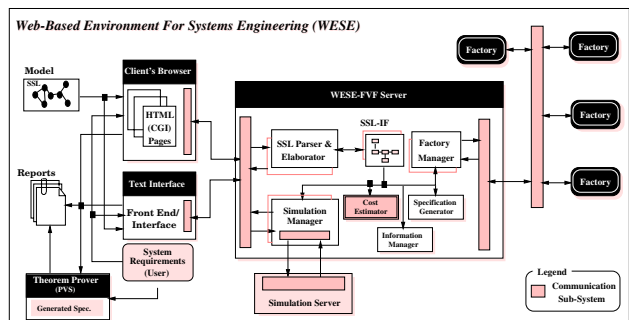 Web-Based Environment For Systems Engineering (WESE)
Model
SSL
Client's Browser
HTML
(CGI)
Pages
Reports
Text Interface
Front End/
Interface
System
Requirements
(User)
Theorem Prover
(PVS)
Generated Spec.
WESE-FVF Server
SSL Parser &
Elaborator
SSL-IF
Factory
Manager
Simulation
Manager
Cost
Estimator
Specification
Generator
Information
Manager
Simulation Server
Factory
Factory
Factory
Factory
Legend
Communication
Sub-System